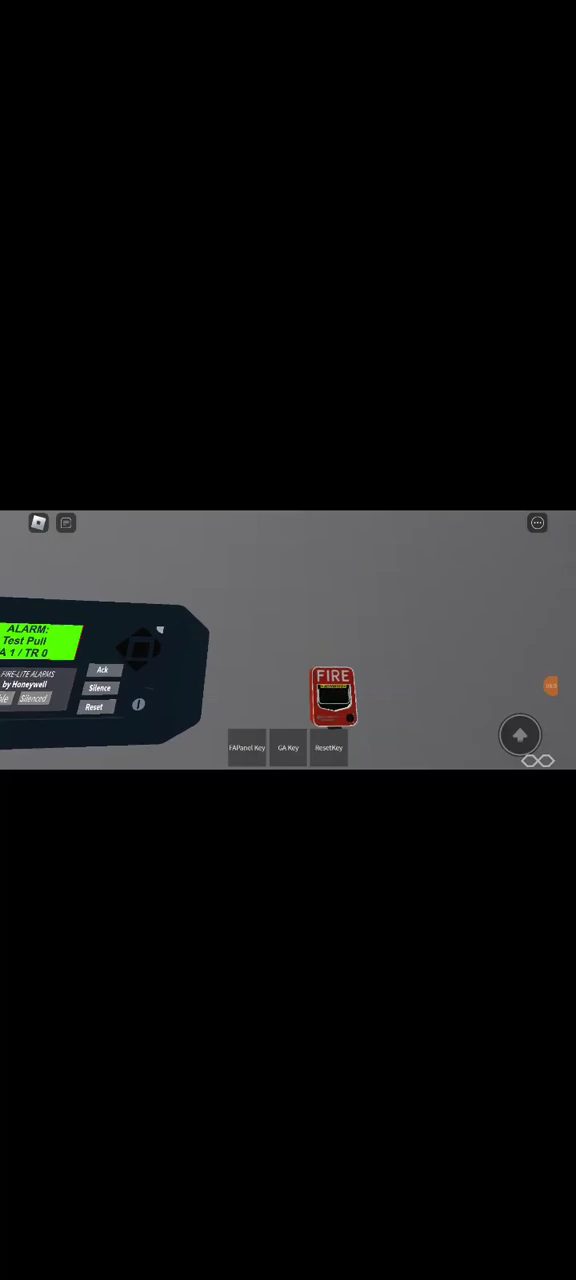 ALARM:
Test Pull
A 1 / TR 0
FIRE-LITE ALARMS
by Honeywell
Silenced
Ack
Silence
Reset
FIRE
FAPanel Key
GA Key
ResetKey